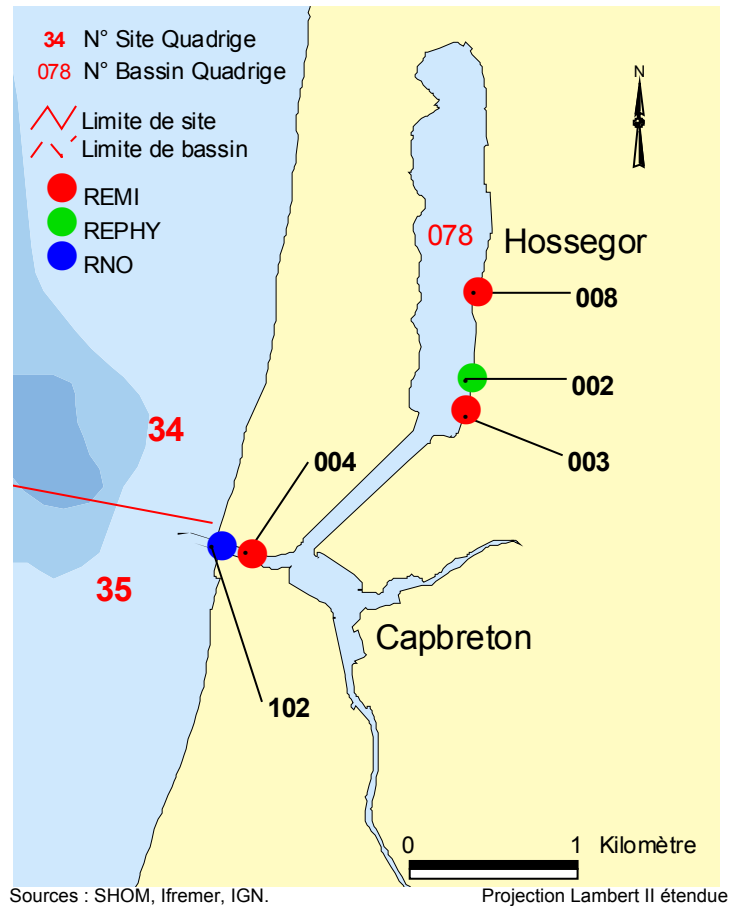 34 N° Site Quadrige
078 N° Bassin Quadrige
Limite de site
Limite de bassin
REMI
REPHY
RNO
N
078
Hossegor
008
002
003
34
004
35
Capbreton
102
0 1 Kilomètre
Sources : SHOM, Ifremer, IGN.
Projection Lambert II étendue